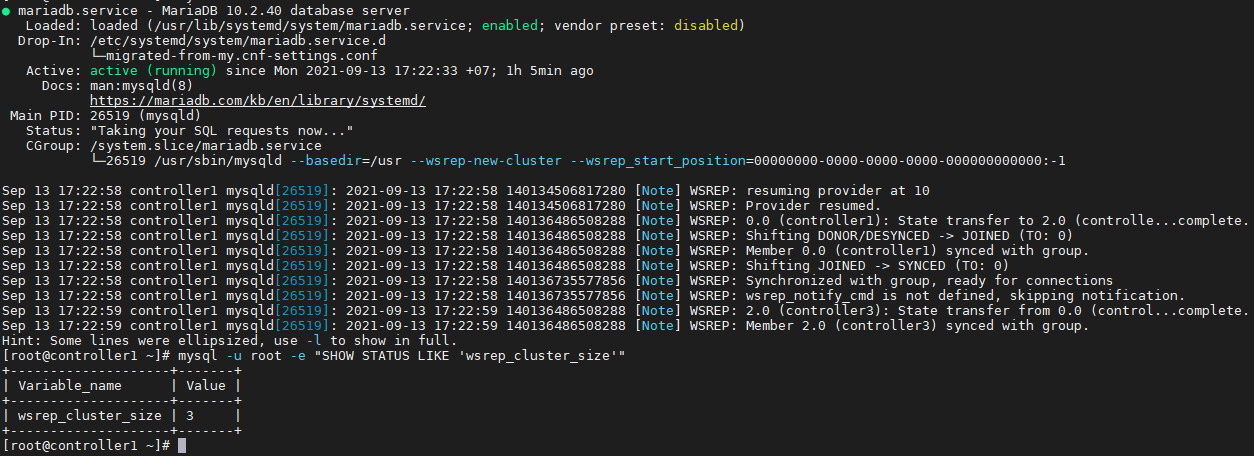 ● mariadb.service - MariaDB 10.2.40 database server
   Loaded: loaded (/usr/lib/systemd/system/mariadb.service; enabled; vendor preset: disabled)
  Drop-In: /etc/systemd/system/mariadb.service.d
           └─migrated-from-my.cnf-settings.conf
   Active: active (running) since Mon 2021-09-13 17:22:33 +07; 1h 5min ago
     Docs: man:mysqld(8)
           https://mariadb.com/kb/en/library/systemd/
 Main PID: 26519 (mysqld)
   Status: "Taking your SQL requests now..."
   CGroup: /system.slice/mariadb.service
           └─26519 /usr/sbin/mysqld --basedir=/usr --wsrep-new-cluster --wsrep_start_position=00000000-0000-0000-0000-000000000000:-1

Sep 13 17:22:58 controller1 mysqld[26519]: 2021-09-13 17:22:58 140134506817280 [Note] WSREP: resuming provider at 10
Sep 13 17:22:58 controller1 mysqld[26519]: 2021-09-13 17:22:58 140134506817280 [Note] WSREP: Provider resumed.
Sep 13 17:22:58 controller1 mysqld[26519]: 2021-09-13 17:22:58 140136486508288 [Note] WSREP: 0.0 (controller1): State transfer to 2.0 (controlle...complete.
Sep 13 17:22:58 controller1 mysqld[26519]: 2021-09-13 17:22:58 140136486508288 [Note] WSREP: Shifting DONOR/DESYNCED -> JOINED (TO: 0)
Sep 13 17:22:58 controller1 mysqld[26519]: 2021-09-13 17:22:58 140136486508288 [Note] WSREP: Member 0.0 (controller1) synced with group.
Sep 13 17:22:58 controller1 mysqld[26519]: 2021-09-13 17:22:58 140136486508288 [Note] WSREP: Shifting JOINED -> SYNCED (TO: 0)
Sep 13 17:22:58 controller1 mysqld[26519]: 2021-09-13 17:22:58 140136735577856 [Note] WSREP: Synchronized with group, ready for connections
Sep 13 17:22:58 controller1 mysqld[26519]: 2021-09-13 17:22:58 140136735577856 [Note] WSREP: wsrep_notify_cmd is not defined, skipping notification.
Sep 13 17:22:59 controller1 mysqld[26519]: 2021-09-13 17:22:59 140136486508288 [Note] WSREP: 2.0 (controller3): State transfer from 0.0 (control...complete.
Sep 13 17:22:59 controller1 mysqld[26519]: 2021-09-13 17:22:59 140136486508288 [Note] WSREP: Member 2.0 (controller3) synced with group.
Hint: Some lines were ellipsized, use -l to show in full.
[root@controller1 ~]# mysql -u root -e "SHOW STATUS LIKE 'wsrep_cluster_size'"
+--------------------+-------+
| Variable_name      | Value |
+--------------------+-------+
| wsrep_cluster_size | 3     |
+--------------------+-------+
[root@controller1 ~]#